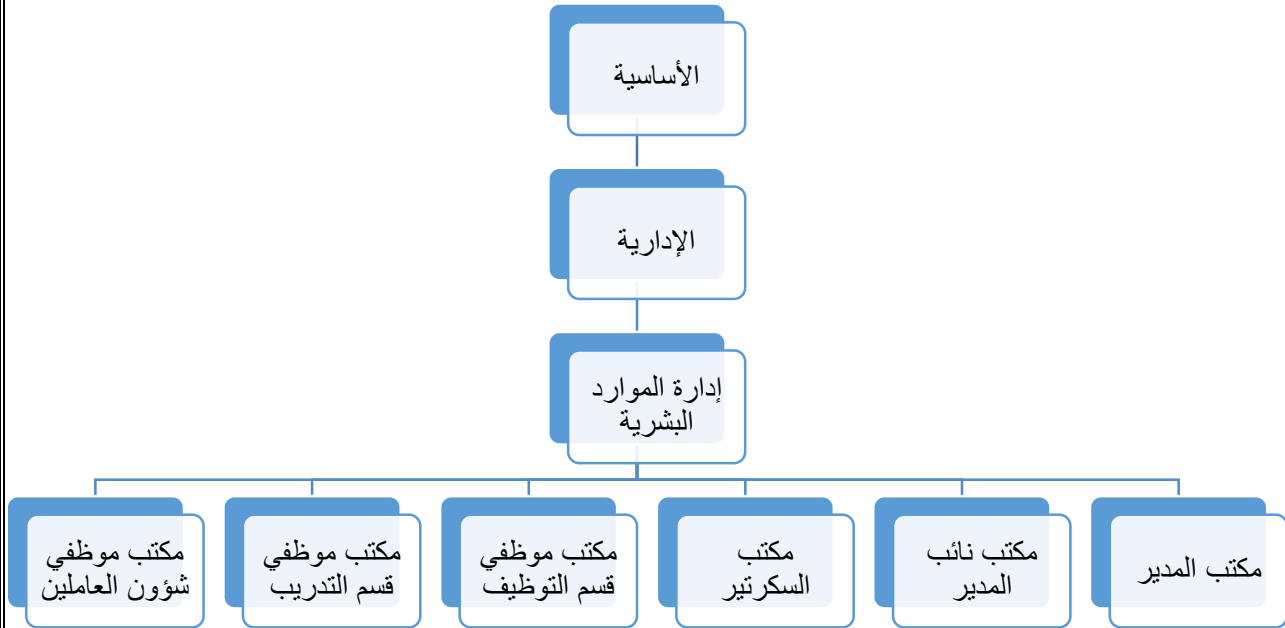 الأساسية
الإدارية
إدارة الموارد
البشرية
مكتب المدير
مكتب نائب
المدير
مكتب
السكرتير
مكتب موظفي
قسم التوظيف
مكتب موظفي
قسم التدريب
مكتب موظفي
شؤون العاملين